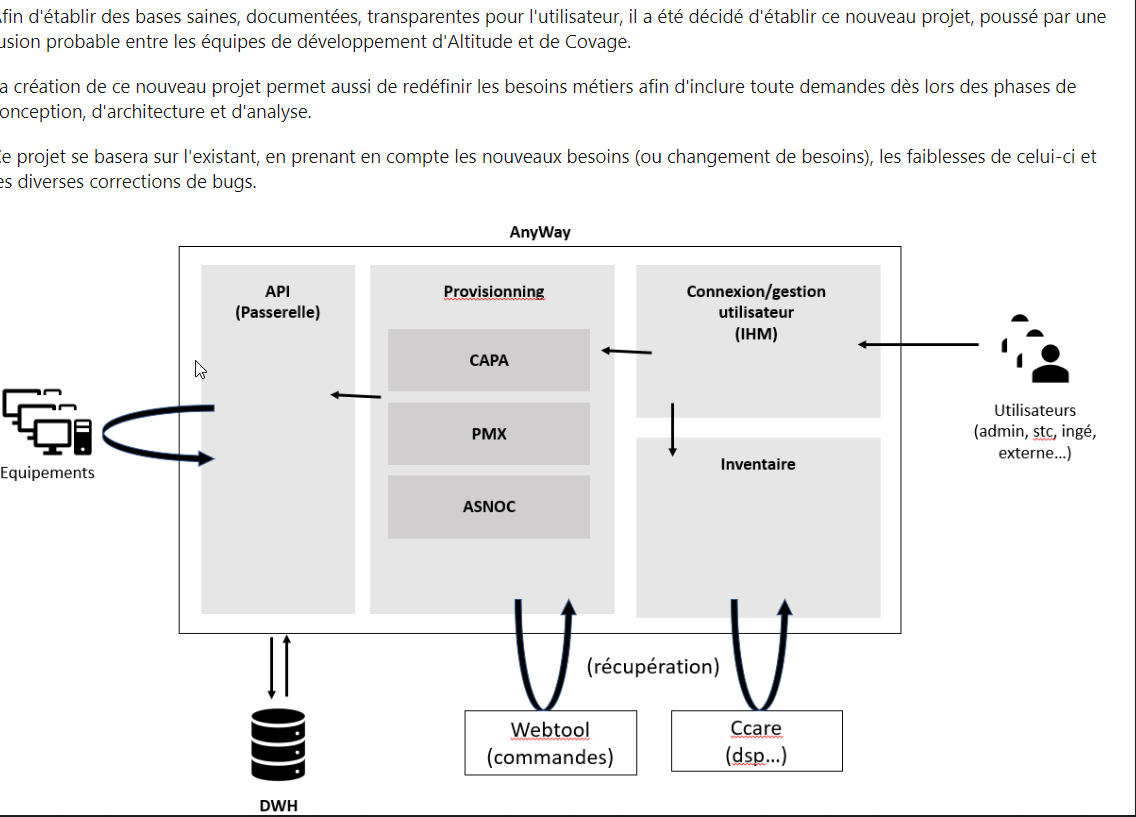 fin d'établir des bases saines, documentées, transparentes pour l'utilisateur, il a été décidé d'établir ce nouveau projet, poussé par une
usion probable entre les équipes de développement d'Altitude et de Covage.
a création de ce nouveau projet permet aussi de redéfinir les besoins métiers afin d'inclure toute demandes dès lors des phases de
onception, d'architecture et d'analyse.
e projet se basera sur l'existant, en prenant en compte les nouveaux besoins (ou changement de besoins), les faiblesses de celui-ci et
es diverses corrections de bugs.
AnyWay
API
(Passerelle)
Provisionning
CAPA
PMX
ASNOC
Connexion/gestion
utilisateur
(IHM)
Inventaire
Equipements
Utilisateurs
(admin, stc, ingé,
externe...)
(récupération)
Webtool
(commandes)
Ccare
(dsp...)
DWH